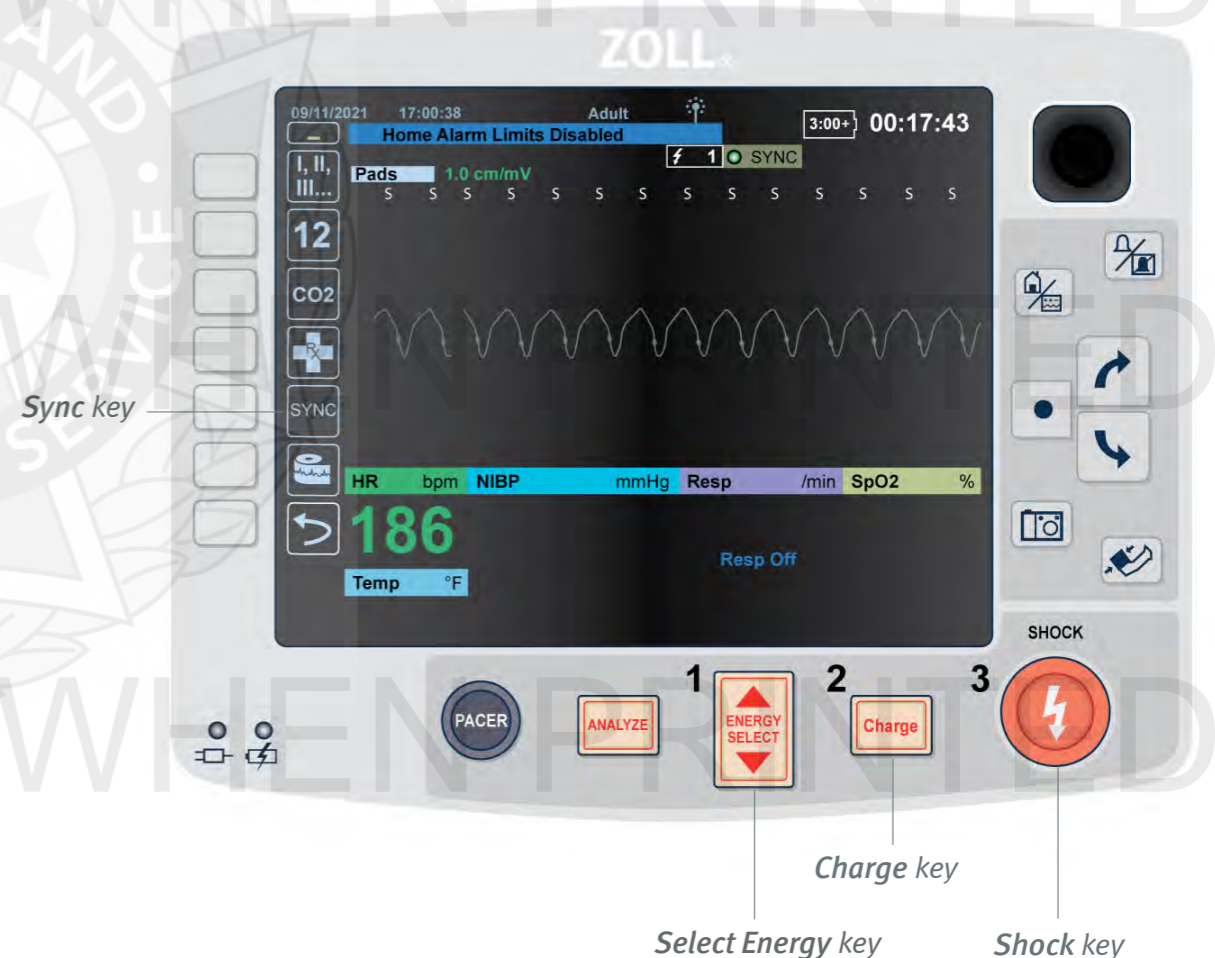 WHEN PRINTED
AND
SERVICE
ZOLL®
09/11/2021 17:00:38 Adult 3:00+ 00:17:43
Home Alarm Limits Disabled
1 SYNC
I, II,
III...
Pads 1.0 cm/mV
S S S S S S S S S S S S S S
12
WHEN PRINTED
CO2
Rx
Sync key
SYNC
HR bpm NIBP mmHg Resp /min SpO2 %
186
Resp Off
Temp °F
SHOCK
WHEN PRINTED
1 2 3
PACER
ANALYZE
ENERGY
SELECT
Charge
Charge key
Select Energy key Shock key